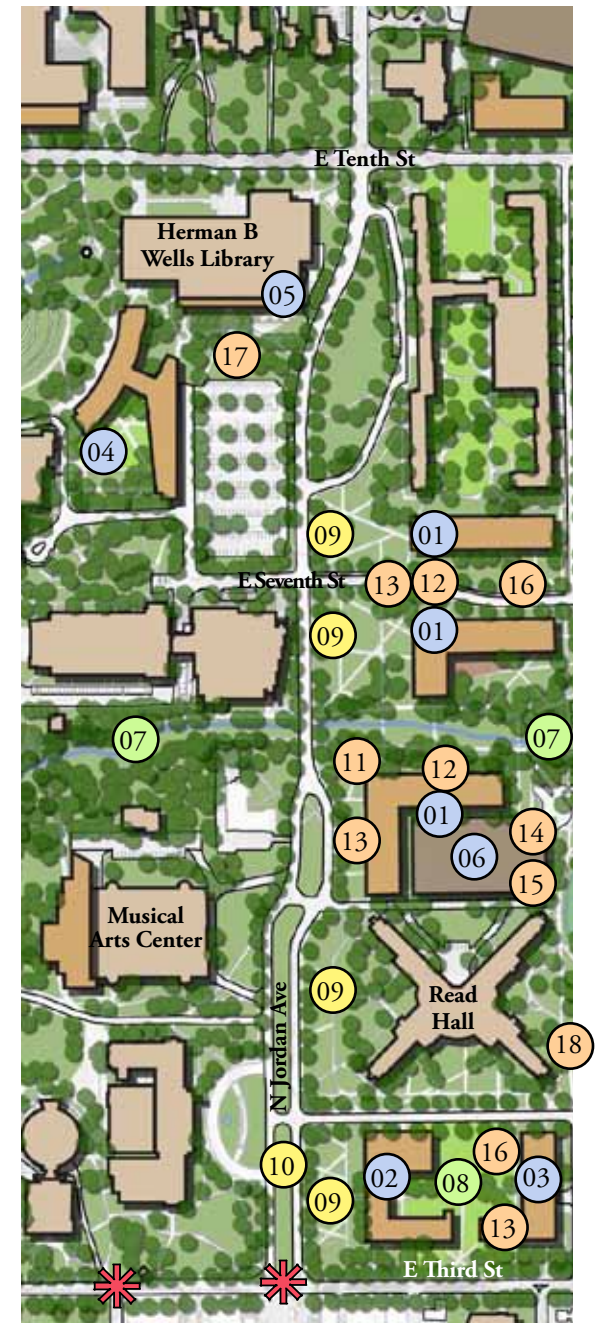 E Tenth St
Herman B
Wells Library
05
17
04
09
01
E Seventh St
13
12
16
09
01
07
07
11
12
01
13
14
06
15
Musical
Arts Center
09
Read
Hall
N Jordan Ave
18
10
16
02
08
03
09
13
E Third St